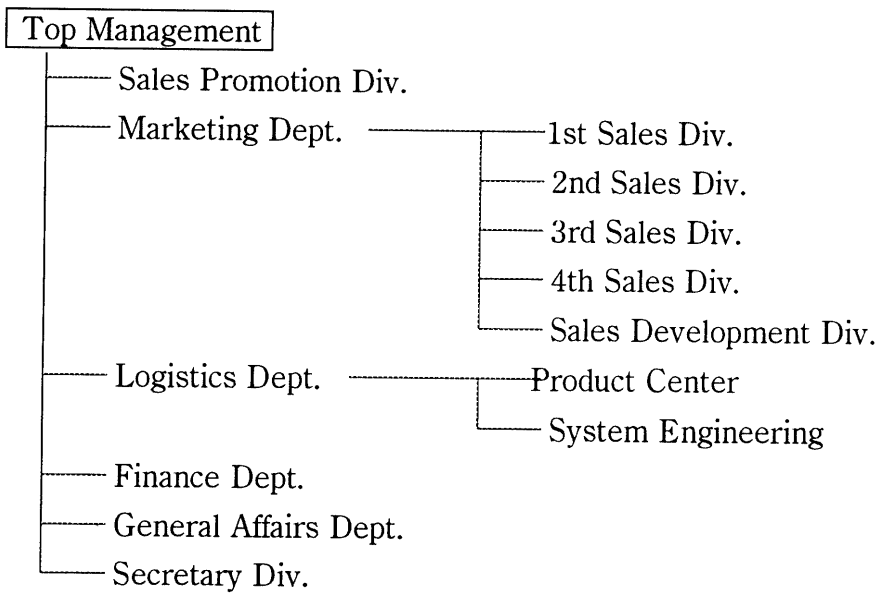 Top Management
Sales Promotion Div.
Marketing Dept.
1st Sales Div.
2nd Sales Div.
3rd Sales Div.
4th Sales Div.
Sales Development Div.
Logistics Dept.
Product Center
System Engineering
Finance Dept.
General Affairs Dept.
Secretary Div.